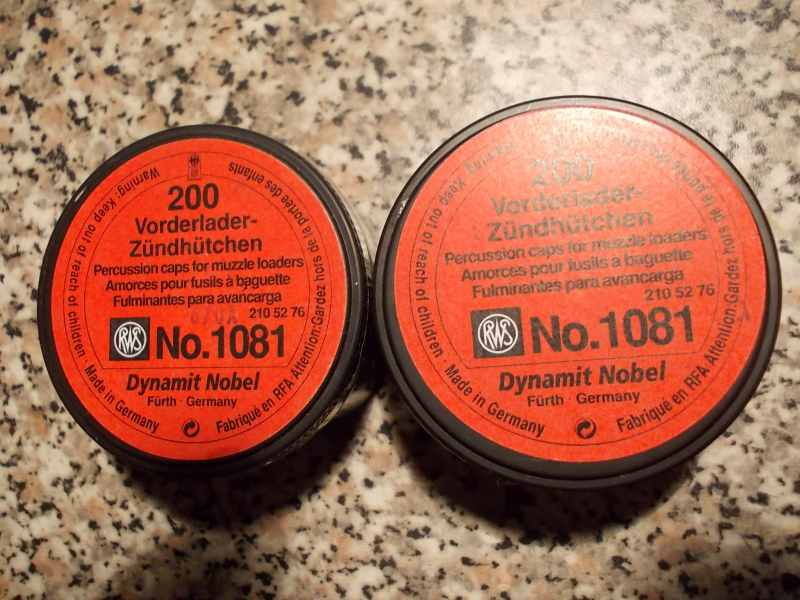 200
Vorderlader-
Zündhütchen
Percussion caps for muzzle loaders
Amorces pour fusils à baguette
Fulminantes para avancarga
210 52 76
RWS
No.1081
Dynamit Nobel
Fürth · Germany
Warning: Keep out of reach of children · Made in Germany
Fabriqué en RFA Attention:Gardez hors de la portée des enfants
200
Vorderlader-
Zündhütchen
Percussion caps for muzzle loaders
Amorces pour fusils à baguette
Fulminantes para avancarga
210 52 76
RWS
No.1081
Dynamit Nobel
Fürth · Germany
Warning: Keep out of reach of children · Made in Germany
Fabriqué en RFA Attention:Gardez hors de la portée